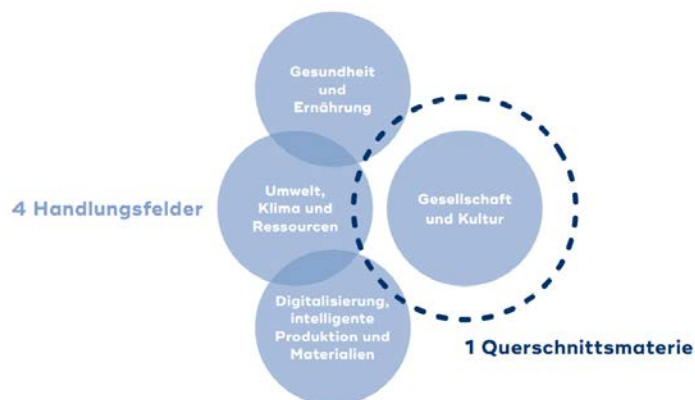 Gesundheit
und
Ernährung
4 Handlungsfelder
Umwelt,
Klima und
Ressourcen
Gesellschaft
und Kultur
Digitalisierung,
intelligente
Produktion und
Materialien
1 Querschnittsmaterie